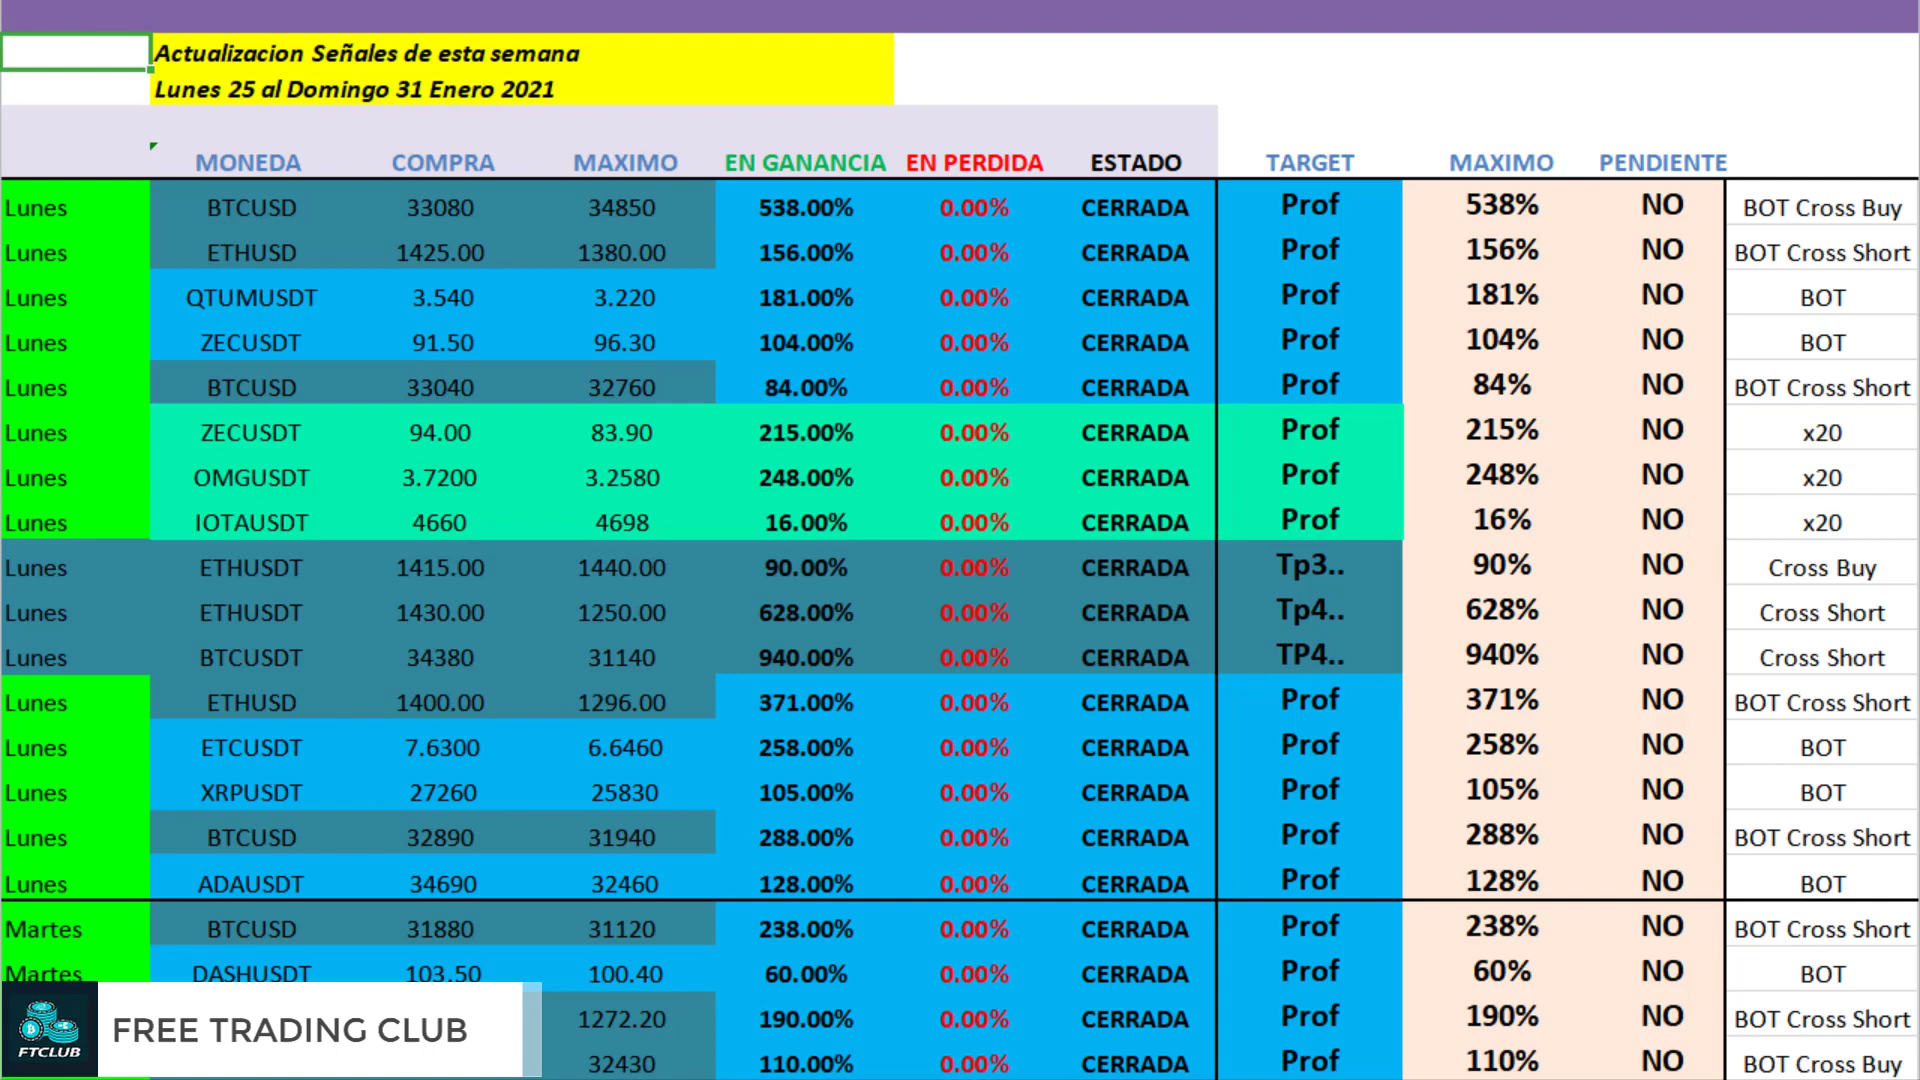 Actualizacion Señales de esta semana
Lunes 25 al Domingo 31 Enero 2021
MONEDA COMPRA MAXIMO EN GANANCIA EN PERDIDA ESTADO TARGET MAXIMO PENDIENTE
Lunes BTCUSD 33080 34850 538.00% 0.00% CERRADA Prof 538% NO BOT Cross Buy
Lunes ETHUSD 1425.00 1380.00 156.00% 0.00% CERRADA Prof 156% NO BOT Cross Short
Lunes QTUMUSDT 3.540 3.220 181.00% 0.00% CERRADA Prof 181% NO BOT
Lunes ZECUSDT 91.50 96.30 104.00% 0.00% CERRADA Prof 104% NO BOT
Lunes BTCUSD 33040 32760 84.00% 0.00% CERRADA Prof 84% NO BOT Cross Short
Lunes ZECUSDT 94.00 83.90 215.00% 0.00% CERRADA Prof 215% NO x20
Lunes OMGUSDT 3.7200 3.2580 248.00% 0.00% CERRADA Prof 248% NO x20
Lunes IOTAUSDT 4660 4698 16.00% 0.00% CERRADA Prof 16% NO x20
Lunes ETHUSDT 1415.00 1440.00 90.00% 0.00% CERRADA Tp3.. 90% NO Cross Buy
Lunes ETHUSDT 1430.00 1250.00 628.00% 0.00% CERRADA Tp4.. 628% NO Cross Short
Lunes BTCUSDT 34380 31140 940.00% 0.00% CERRADA TP4.. 940% NO Cross Short
Lunes ETHUSD 1400.00 1296.00 371.00% 0.00% CERRADA Prof 371% NO BOT Cross Short
Lunes ETCUSDT 7.6300 6.6460 258.00% 0.00% CERRADA Prof 258% NO BOT
Lunes XRPUSDT 27260 25830 105.00% 0.00% CERRADA Prof 105% NO BOT
Lunes BTCUSD 32890 31940 288.00% 0.00% CERRADA Prof 288% NO BOT Cross Short
Lunes ADAUSDT 34690 32460 128.00% 0.00% CERRADA Prof 128% NO BOT
Martes BTCUSD 31880 31120 238.00% 0.00% CERRADA Prof 238% NO BOT Cross Short
Martes DASHUSDT 103.50 100.40 60.00% 0.00% CERRADA Prof 60% NO BOT
1272.20 190.00% 0.00% CERRADA Prof 190% NO BOT Cross Short
32430 110.00% 0.00% CERRADA Prof 110% NO BOT Cross Buy
FREE TRADING CLUB
FTCLUB